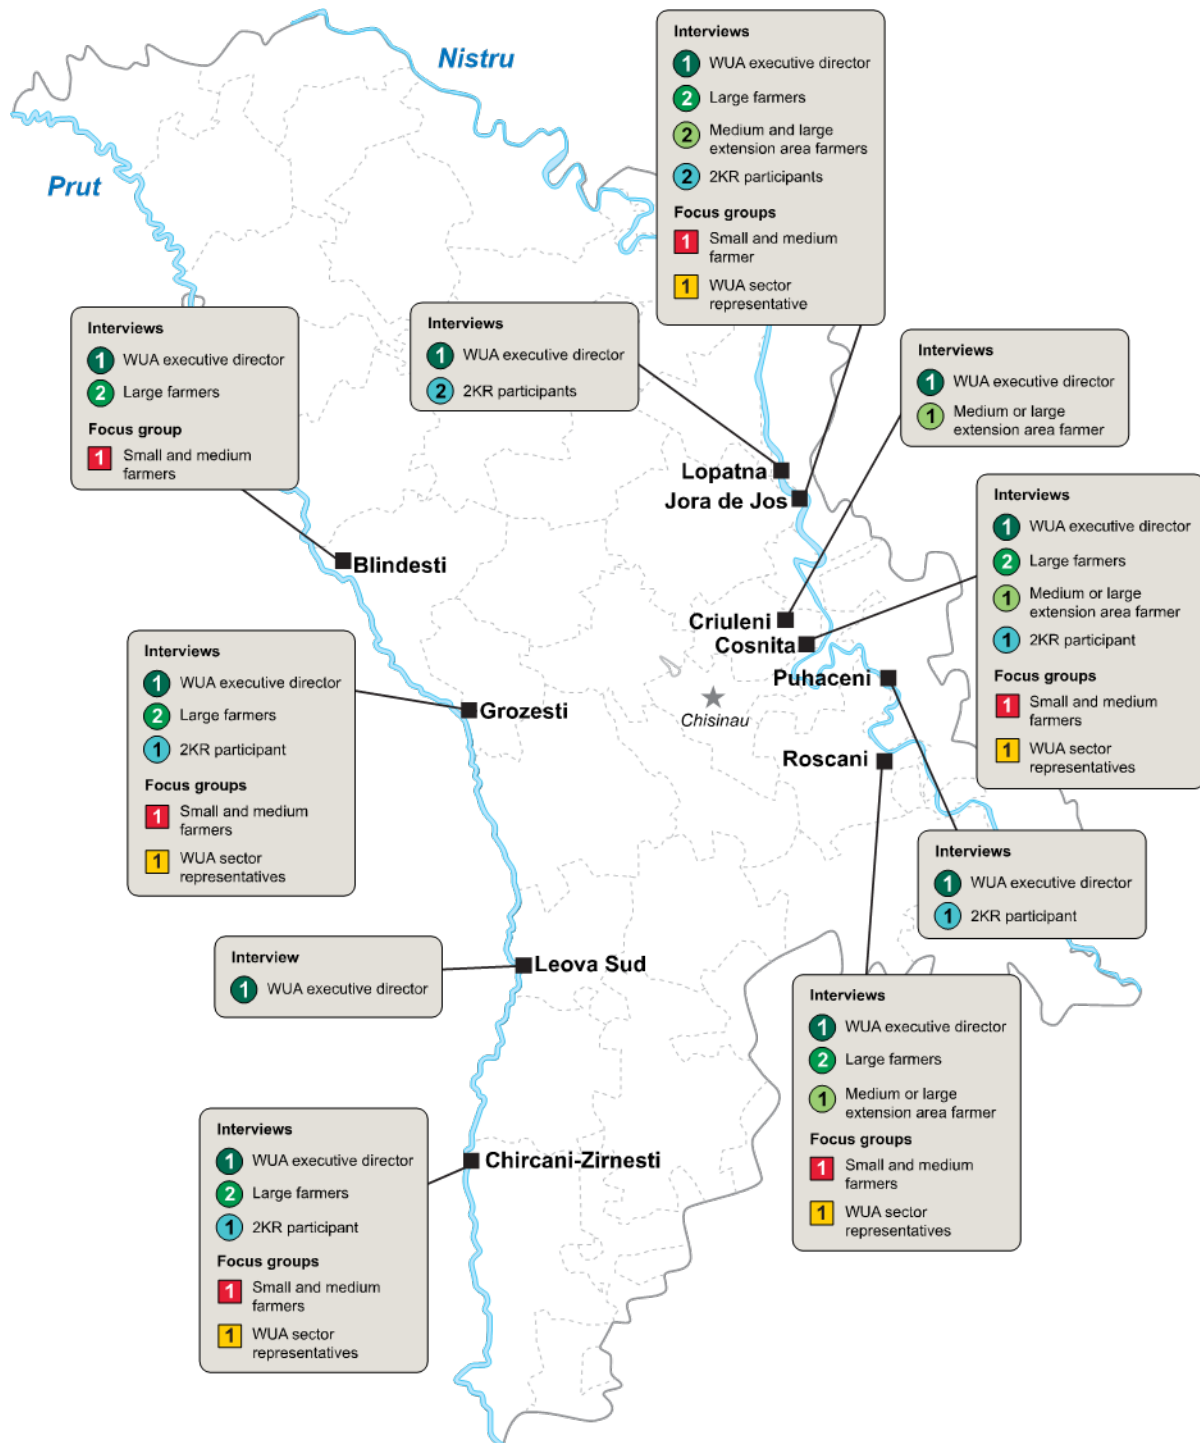 Nistru
Prut
Interviews
1 WUA executive director
2 Large farmers
2 Medium and large
extension area farmers
2 2KR participants
Focus groups
1 Small and medium
farmer
1 WUA sector
representative
Interviews
1 WUA executive director
2 Large farmers
Focus group
1 Small and medium
farmers
Interviews
1 WUA executive director
2 2KR participants
Interviews
1 WUA executive director
1 Medium or large
extension area farmer
Lopatna
Jora de Jos
Interviews
1 WUA executive director
2 Large farmers
1 Medium or large
extension area farmer
1 2KR participant
Focus groups
1 Small and medium
farmers
1 WUA sector
representatives
Blindesti
Criuleni
Cosnita
Puhaceni
Interviews
1 WUA executive director
2 Large farmers
1 2KR participant
Focus groups
1 Small and medium
farmers
1 WUA sector
representatives
Grozesti
Chisinau
Roscani
Interviews
1 WUA executive director
1 2KR participant
Interview
1 WUA executive director
Leova Sud
Interviews
1 WUA executive director
2 Large farmers
1 Medium or large
extension area farmer
Focus groups
1 Small and medium
farmers
1 WUA sector
representatives
Interviews
1 WUA executive director
2 Large farmers
1 2KR participant
Focus groups
1 Small and medium
farmers
1 WUA sector
representatives
Chircani-Zirnesti